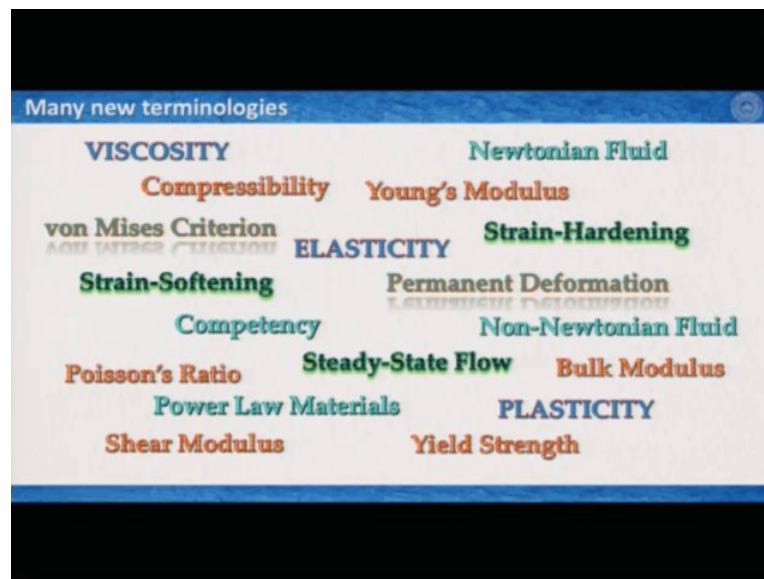 Many new terminologies
VISCOSITY Newtonian Fluid
Compressibility Young's Modulus
von Mises Criterion ELASTICITY Strain-Hardening
Strain-Softening Permanent Deformation
Competency Non-Newtonian Fluid
Poisson's Ratio Steady-State Flow Bulk Modulus
Power Law Materials PLASTICITY
Shear Modulus Yield Strength